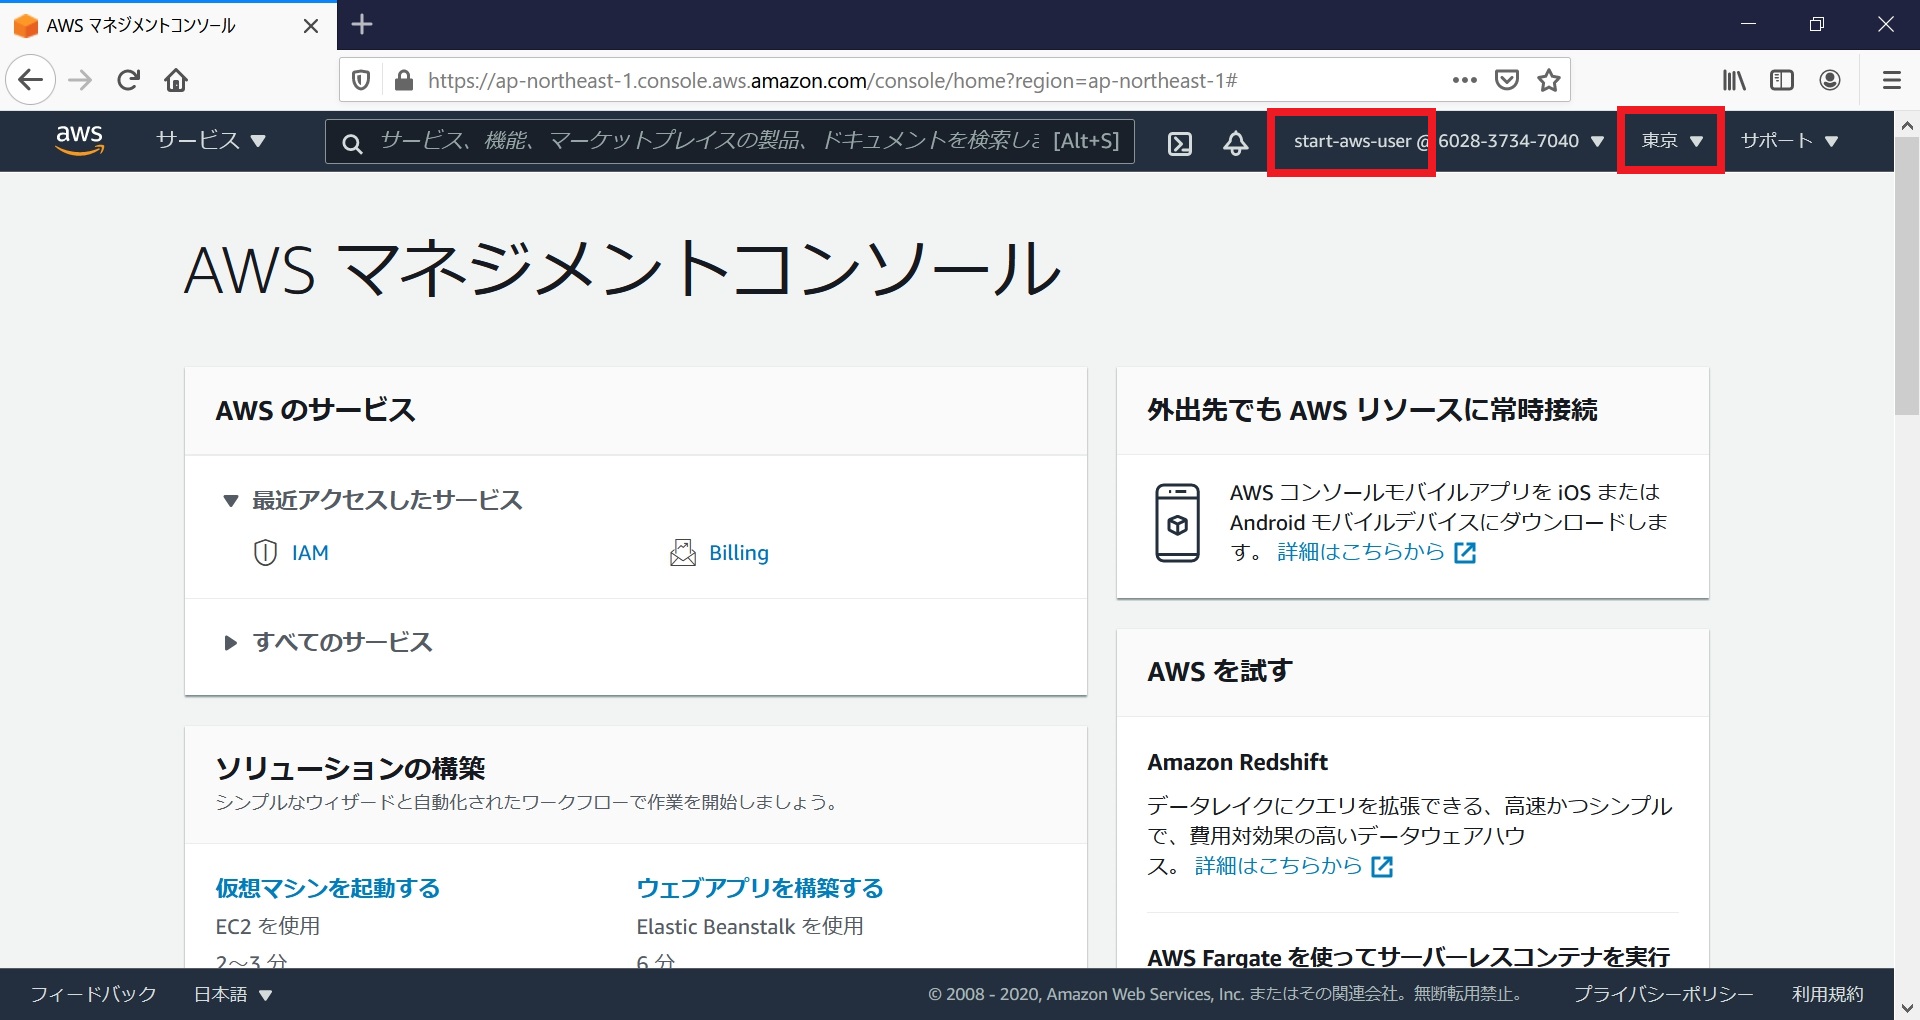 AWS マネジメントコンソール
https://ap-northeast-1.console.aws.amazon.com/console/home?region=ap-northeast-1#
aws
サービス
サービス、機能、マーケットプレイスの製品、ドキュメントを検索しま [Alt+S]
start-aws-user @ 6028-3734-7040
東京
サポート
AWS マネジメントコンソール
AWS のサービス
最近アクセスしたサービス
IAM
Billing
すべてのサービス
ソリューションの構築
シンプルなウィザードと自動化されたワークフローで作業を開始しましょう。
仮想マシンを起動する
EC2 を使用
2～3 分
ウェブアプリを構築する
Elastic Beanstalk を使用
6 分
外出先でも AWS リソースに常時接続
AWS コンソールモバイルアプリを iOS または
Android モバイルデバイスにダウンロードしま
す。 詳細はこちらから
AWS を試す
Amazon Redshift
データレイクにクエリを拡張できる、高速かつシンプル
で、費用対効果の高いデータウェアハウ
ス。 詳細はこちらから
AWS Fargate を使ってサーバーレスコンテナを実行
フィードバック
日本語
© 2008 - 2020, Amazon Web Services, Inc. またはその関連会社。無断転用禁止。
プライバシーポリシー
利用規約